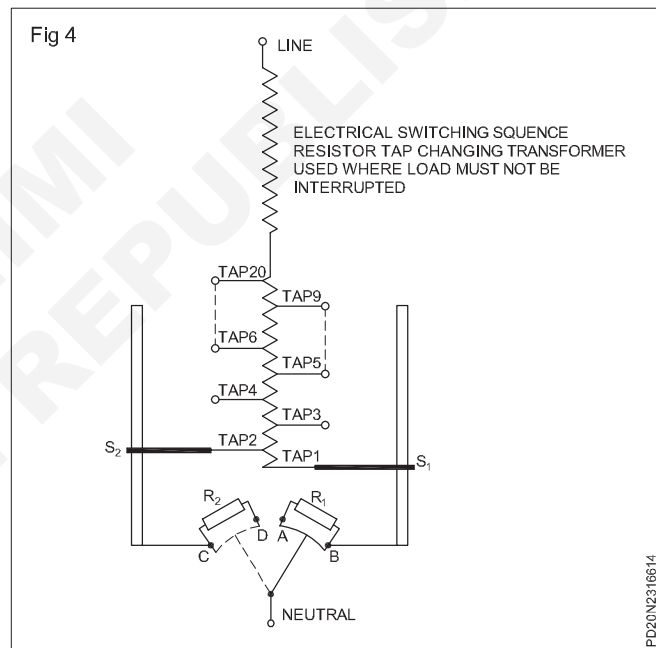 Fig 4
LINE
ELECTRICAL SWITCHING SQUENCE
RESISTOR TAP CHANGING TRANSFORMER
USED WHERE LOAD MUST NOT BE
INTERRUPTED
TAP20
TAP9
TAP6
TAP5
TAP4
TAP3
TAP2
TAP1
S2
S1
R2
R1
D
A
C
B
NEUTRAL
PD20N2316614